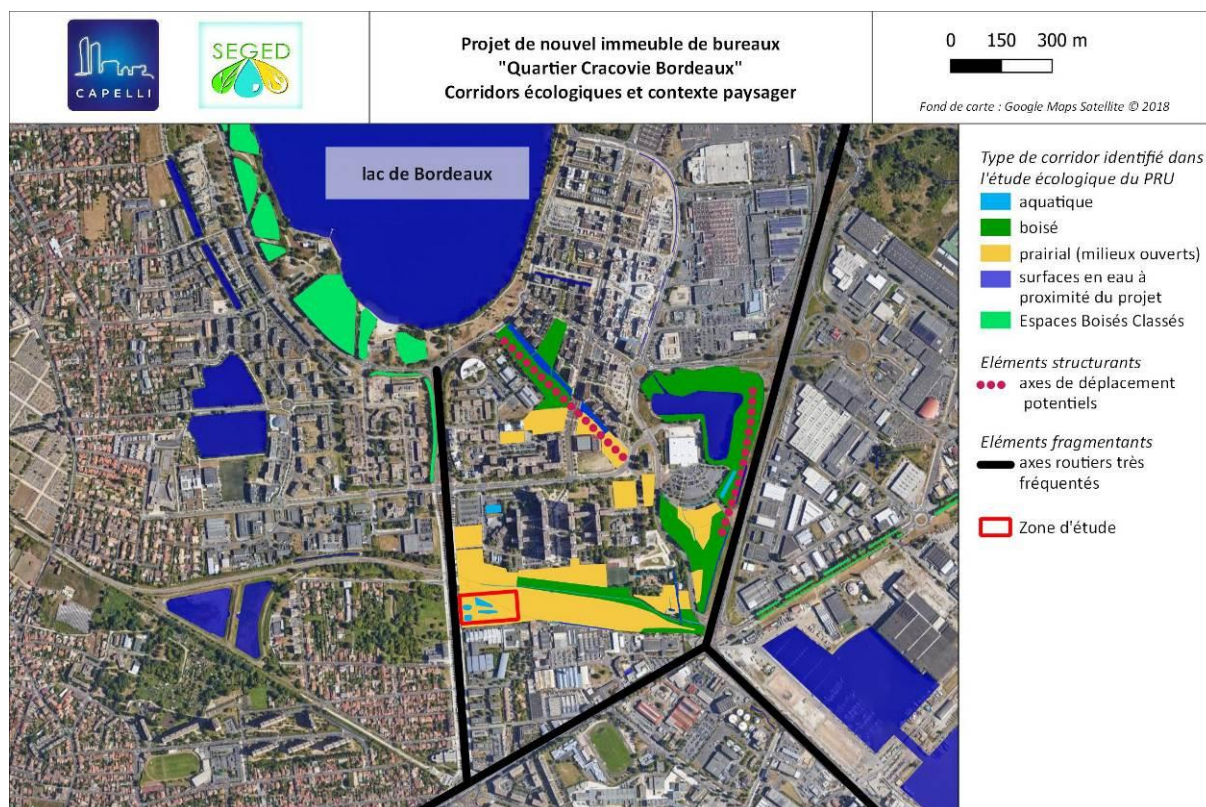 CAPELLI
SEGED
Projet de nouvel immeuble de bureaux
"Quartier Cracovie Bordeaux"
Corridors écologiques et contexte paysager
0 150 300 m
Fond de carte : Google Maps Satellite © 2018
lac de Bordeaux
Type de corridor identifié dans
l'étude écologique du PRU
aquatique
boisé
prairial (milieux ouverts)
surfaces en eau à
proximité du projet
Espaces Boisés Classés
Eléments structurants
axes de déplacement
potentiels
Eléments fragmentants
axes routiers très
fréquentés
Zone d'étude